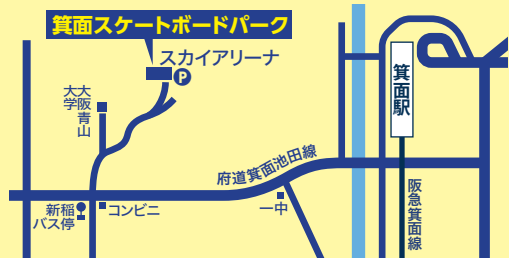 箕面スケートボードパーク
スカイアリーナ
P
大阪青山
大学
箕面駅
府道箕面池田線
新稲
バス停
コンビニ
一中
阪急箕面線